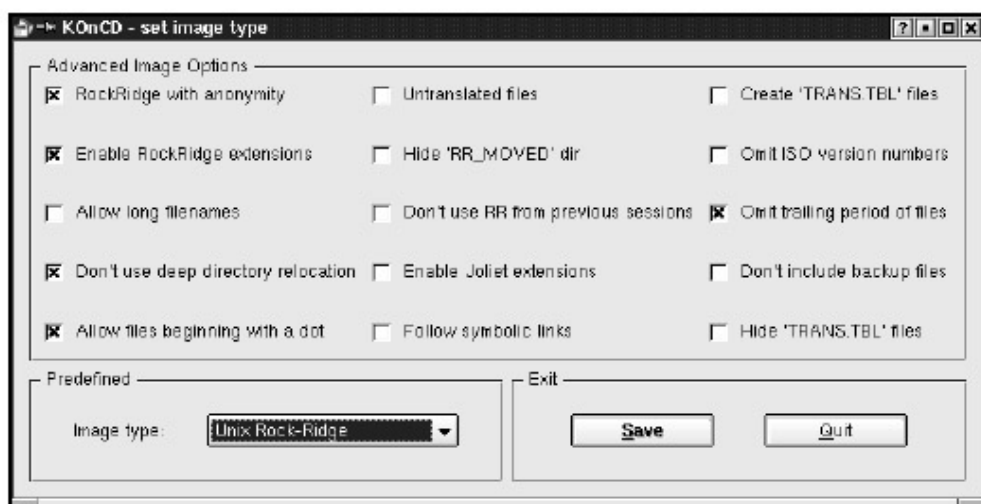 KOnCD - set image type
Advanced Image Options
RockRidge with anonymity
Untranslated files
Create 'TRANS.TBL' files
Enable RockRidge extensions
Hide 'RR_MOVED' dir
Omit ISO version numbers
Allow long filenames
Don't use RR from previous sessions
Omit trailing period of files
Don't use deep directory relocation
Enable Joliet extensions
Don't include backup files
Allow files beginning with a dot
Follow symbolic links
Hide 'TRANS.TBL' files
Predefined
Exit
Image type:
Unix Rock-Ridge
Save
Quit